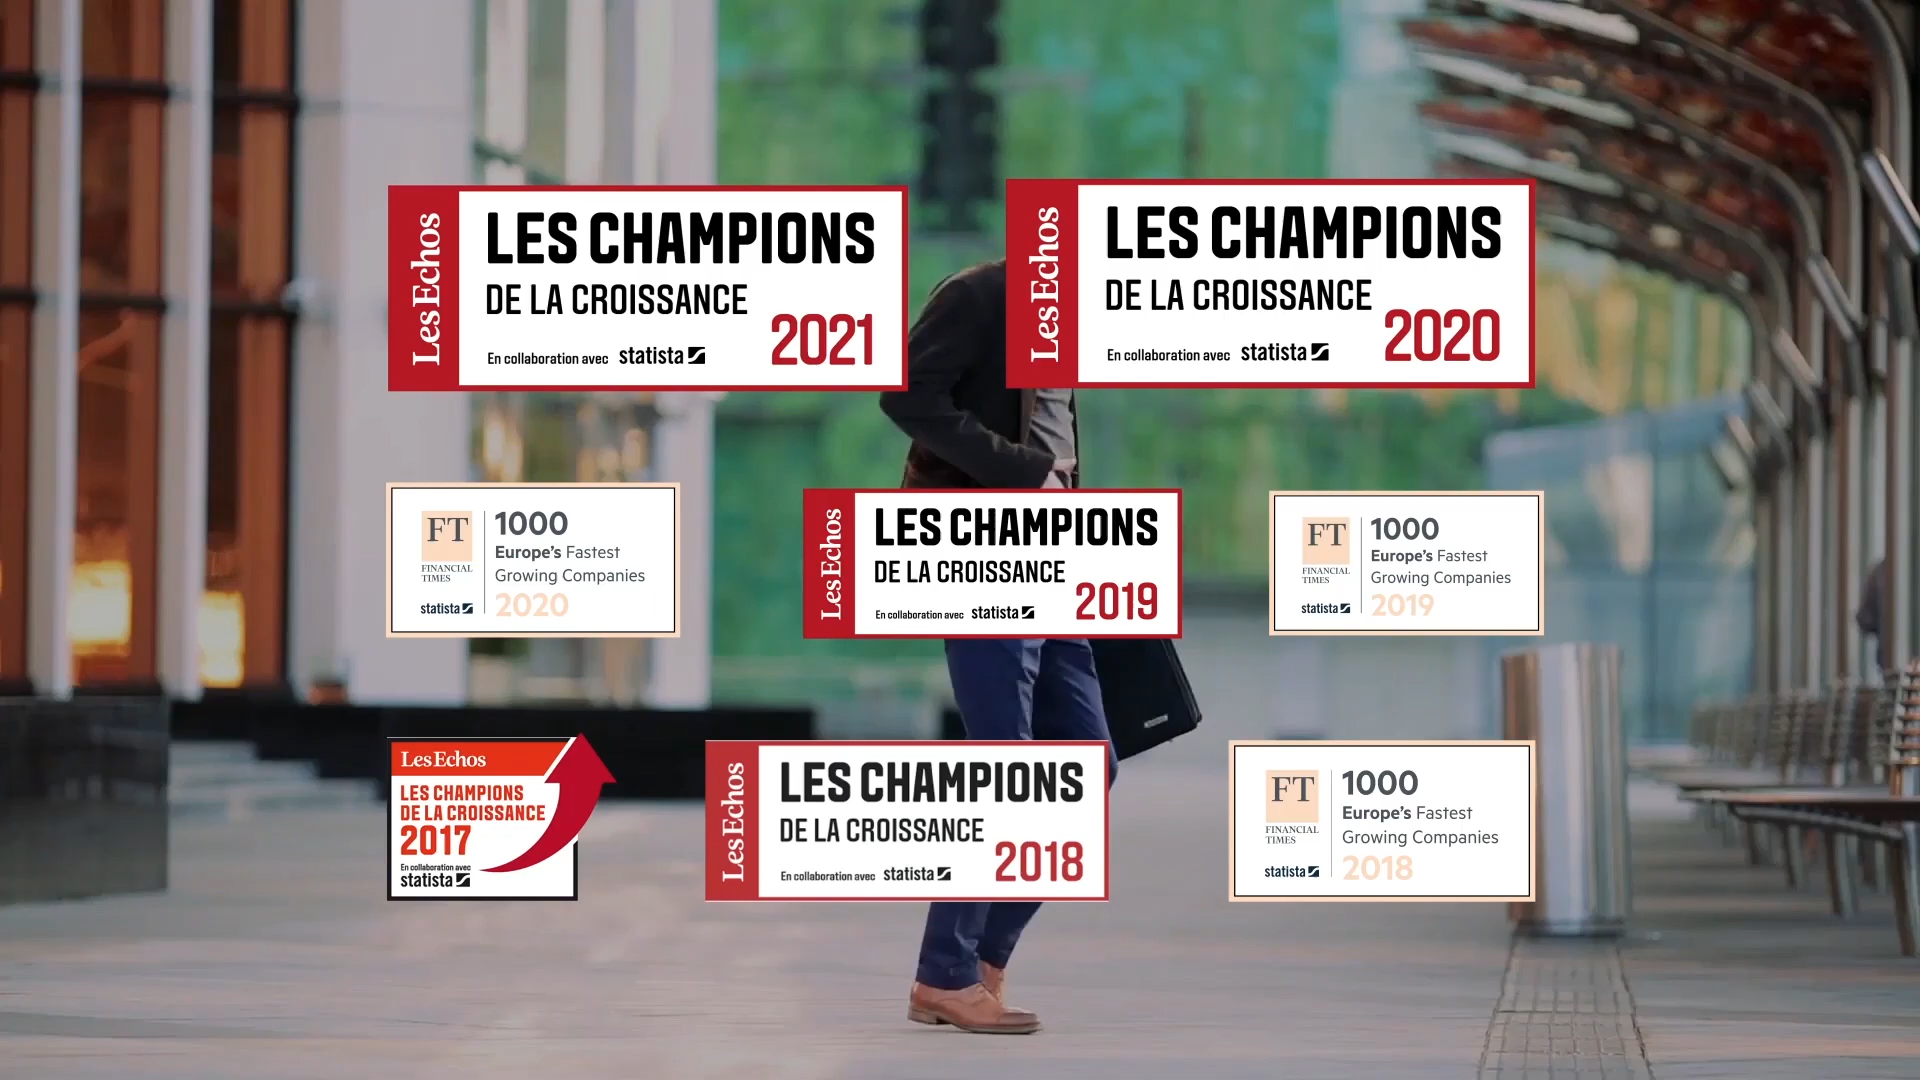 Les Echos
LES CHAMPIONS
DE LA CROISSANCE
2021
En collaboration avec statista
Les Echos
LES CHAMPIONS
DE LA CROISSANCE
2020
En collaboration avec statista
FT
FINANCIAL
TIMES
statista
1000
Europe's Fastest
Growing Companies
2020
Les Echos
LES CHAMPIONS
DE LA CROISSANCE
2019
En collaboration avec statista
FT
FINANCIAL
TIMES
statista
1000
Europe's Fastest
Growing Companies
2019
Les Echos
LES CHAMPIONS
DE LA CROISSANCE
2017
En collaboration avec
statista
Les Echos
LES CHAMPIONS
DE LA CROISSANCE
2018
En collaboration avec statista
FT
FINANCIAL
TIMES
statista
1000
Europe's Fastest
Growing Companies
2018